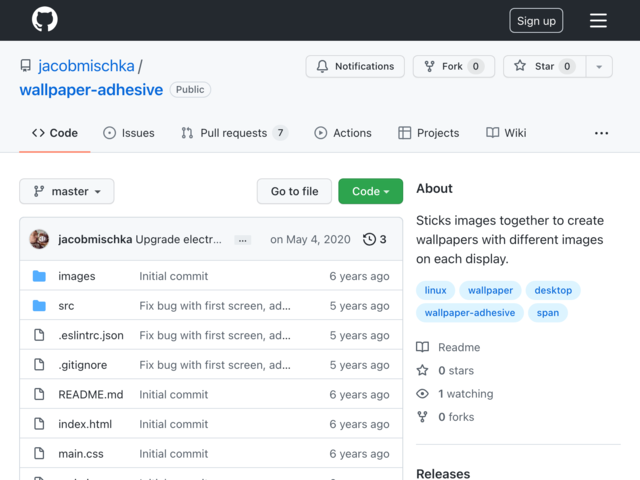 Sign up
jacobmischka /
wallpaper-adhesive Public
Notifications Fork 0 Star 0
Code Issues Pull requests 7 Actions Projects Wiki ...
master Go to file Code
jacobmischka Upgrade electr... ... on May 4, 2020 3
images Initial commit 6 years ago
src Fix bug with first screen, ad... 5 years ago
.eslintrc.json Fix bug with first screen, ad... 5 years ago
.gitignore Fix bug with first screen, ad... 5 years ago
README.md Initial commit 6 years ago
index.html Initial commit 6 years ago
main.css Initial commit 6 years ago
About
Sticks images together to create
wallpapers with different images
on each display.
linux wallpaper desktop
wallpaper-adhesive span
Readme
0 stars
1 watching
0 forks
Releases